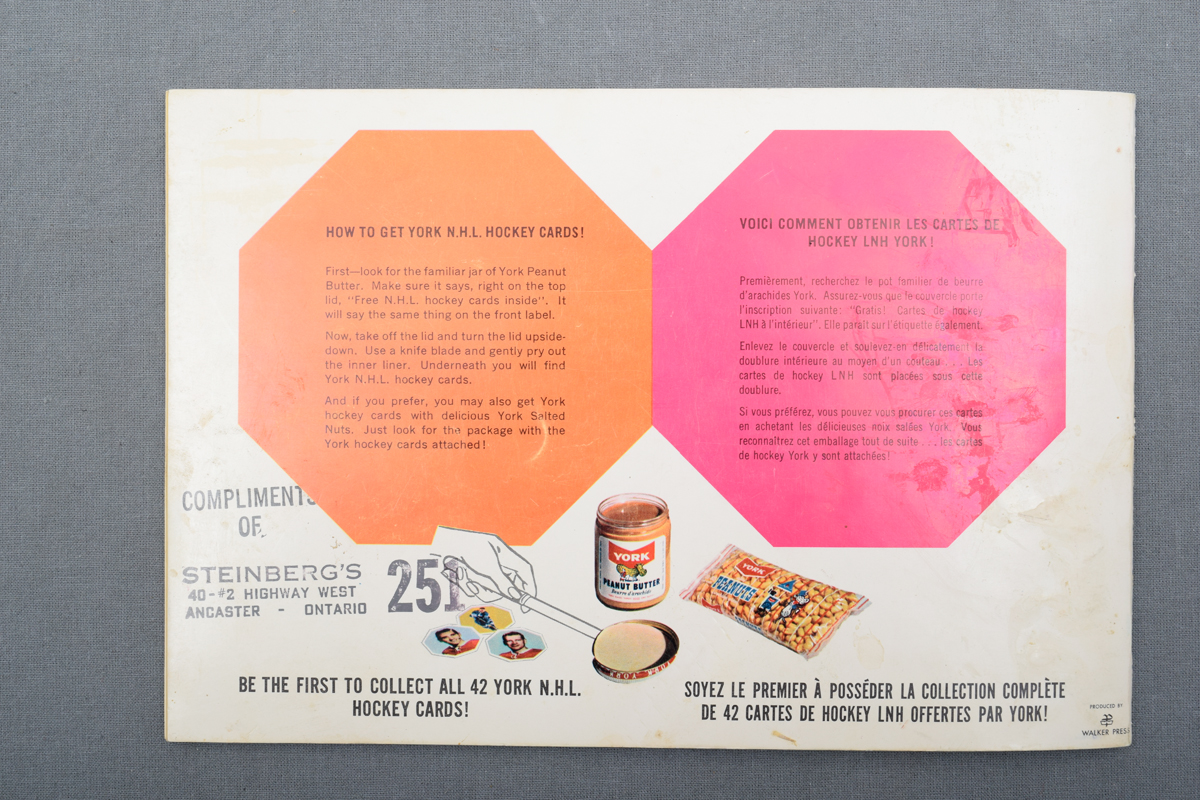 HOW TO GET YORK N.H.L. HOCKEY CARDS!
First—look for the familiar jar of York Peanut
Butter. Make sure it says, right on the top
lid, "Free N.H.L. hockey cards inside". It
will say the same thing on the front label.
Now, take off the lid and turn the lid upside-
down. Use a knife blade and gently pry out
the inner liner. Underneath you will find
York N.H.L. hockey cards.
And if you prefer, you may also get York
hockey cards with delicious York Salted
Nuts. Just look for the package with the
York hockey cards attached!
VOICI COMMENT OBTENIR LES CARTES DE
HOCKEY LNH YORK!
Premièrement, recherchez le pot familier de beurre
d'arachides York. Assurez-vous que le couvercle porte
l'inscription suivante: "Gratis! Cartes de hockey
LNH à l'intérieur". Elle paraît sur l'étiquette également.
Enlevez le couvercle et soulevez-en délicatement la
doublure intérieure au moyen d'un couteau . . . Les
cartes de hockey LNH sont placées sous cette
doublure.
Si vous préférez, vous pouvez vous procurer ces cartes
en achetant les délicieuses noix salées York. Vous
reconnaîtrez cet emballage tout de suite . . . les cartes
de hockey York y sont attachées!
COMPLIMENTS
OF
STEINBERG'S
40-#2 HIGHWAY WEST
ANCASTER - ONTARIO
251
YORK
PEANUT BUTTER
Beurre d'arachide
YORK
PEANUTS
YORK
BE THE FIRST TO COLLECT ALL 42 YORK N.H.L.
HOCKEY CARDS!
SOYEZ LE PREMIER À POSSÉDER LA COLLECTION COMPLÈTE
DE 42 CARTES DE HOCKEY LNH OFFERTES PAR YORK!
PRODUCED BY
WALKER PRESS